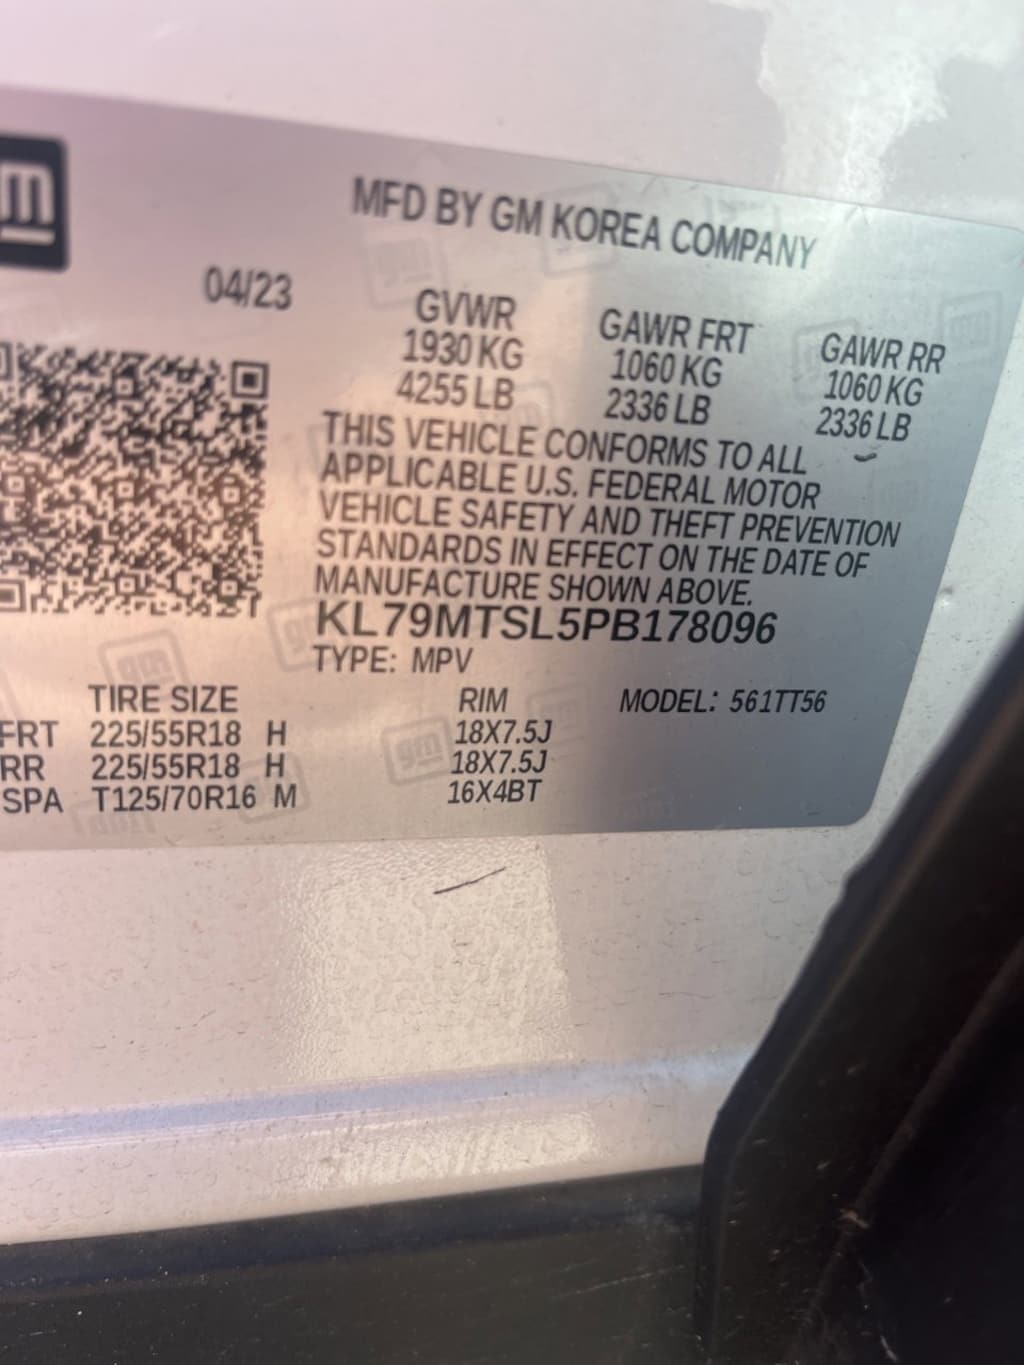 gm
MFD BY GM KOREA COMPANY
04/23
GVWR GAWR FRT GAWR RR
1930 KG 1060 KG 1060 KG
4255 LB 2336 LB 2336 LB
THIS VEHICLE CONFORMS TO ALL
APPLICABLE U.S. FEDERAL MOTOR
VEHICLE SAFETY AND THEFT PREVENTION
STANDARDS IN EFFECT ON THE DATE OF
MANUFACTURE SHOWN ABOVE.
KL79MTSL5PB178096
TYPE: MPV
TIRE SIZE RIM MODEL: 561TT56
FRT 225/55R18 H 18X7.5J
RR 225/55R18 H 18X7.5J
SPA T125/70R16 M 16X4BT